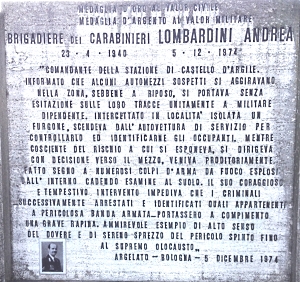 MEDAGLIA D'ORO AL VALOR CIVILE
MEDAGLIA D'ARGENTO AL VALOR MILITARE
BRIGADIERE DEI CARABINIERI LOMBARDINI ANDREA
23-4-1940 5-12-1974
"COMANDANTE DELLA STAZIONE DI CASTELLO D'ARGILE,
INFORMATO CHE ALCUNI AUTOMEZZI SOSPETTI SI AGGIRAVANO
NELLA ZONA, SEBBENE A RIPOSO, SI PORTAVA SENZA
ESITAZIONE SULLE LORO TRACCE UNITAMENTE A MILITARE
DIPENDENTE. INTERCETTATO IN LOCALITA' ISOLATA UN
FURGONE, SCENDEVA DALL'AUTOVETTURA DI SERVIZIO PER
CONTROLLARLO ED IDENTIFICARE GLI OCCUPANTI, MENTRE
COSCIENTE DEL RISCHIO A CUI SI ESPONEVA, SI DIRIGEVA
CON DECISIONE VERSO IL MEZZO, VENIVA PRODITORIAMENTE
FATTO SEGNO A NUMEROSI COLPI D'ARMA DA FUOCO ESPLOSI
DALL'INTERNO CADENDO ESANIME AL SUOLO. IL SUO CORAGGIOSO
E TEMPESTIVO INTERVENTO IMPEDIVA CHE I CRIMINALI
SUCCESSIVAMENTE ARRESTATI E IDENTIFICATI QUALI APPARTENENTI
A PERICOLOSA BANDA ARMATA PORTASSERO A COMPIMENTO
UNA GRAVE RAPINA. AMMIREVOLE ESEMPIO DI ALTO SENSO
DEL DOVERE E DI SERENO SPREZZO DEL PERICOLO SPINTO FINO
AL SUPREMO OLOCAUSTO"
ARGELATO - BOLOGNA - 5 DICEMBRE 1974